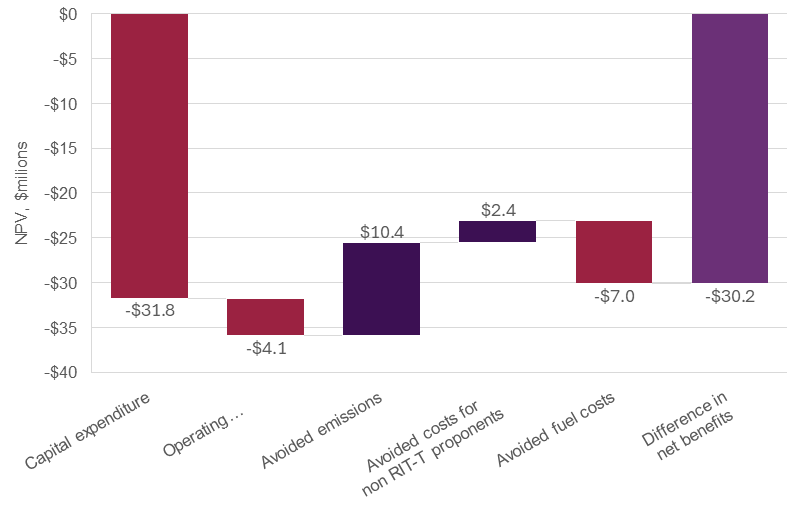 $0
-$5
-$10
-$15
-$20
-$25
-$30
-$35
-$40
NPV, $milions
-$31.8
-$4.1
$10.4
$2.4
-$7.0
-$30.2
Capital expenditure
Operating…
Avoided emissions
Avoided costs for
non RIT-T proponents
Avoided fuel costs
Difference in
net benefits